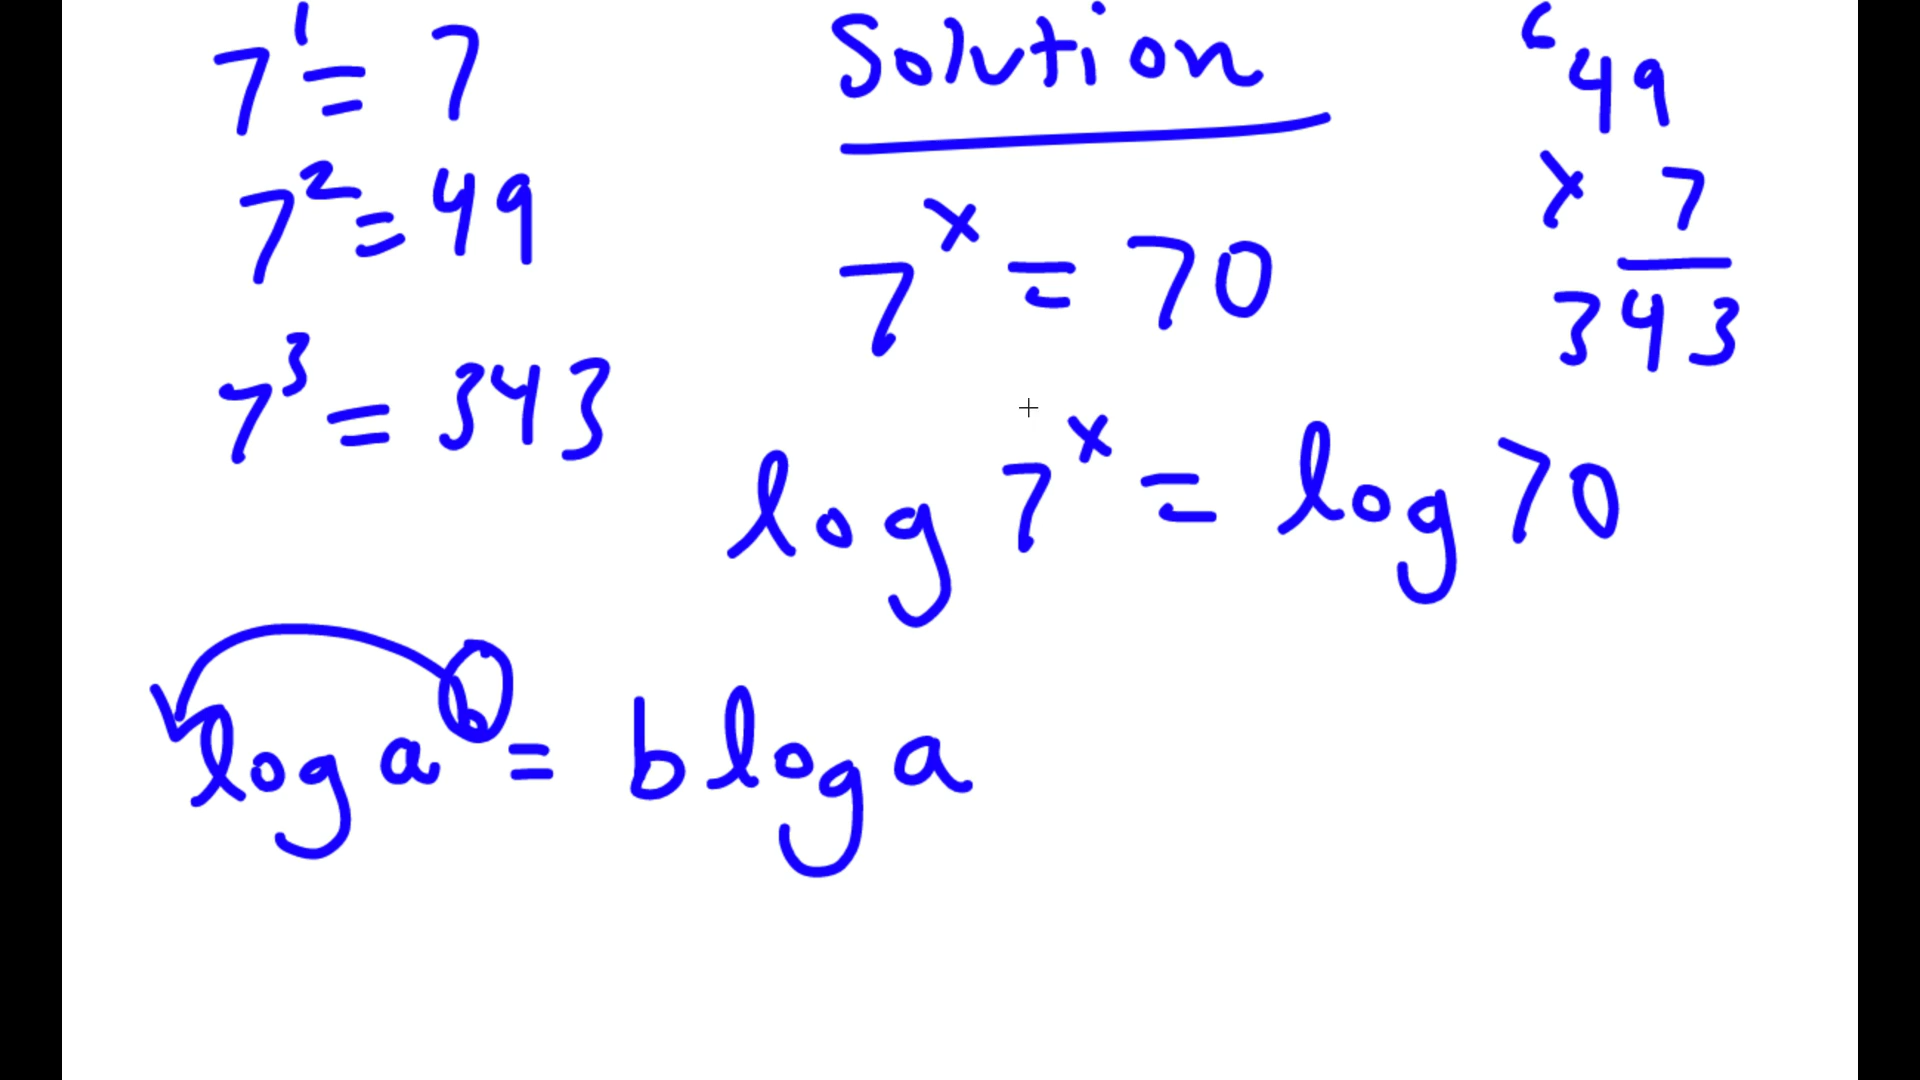 7¹ = 7
7² = 49
7³ = 343
Solution
7ˣ = 70
log 7ˣ = log 70
6
49
x 7
343
log aᵇ = b log a